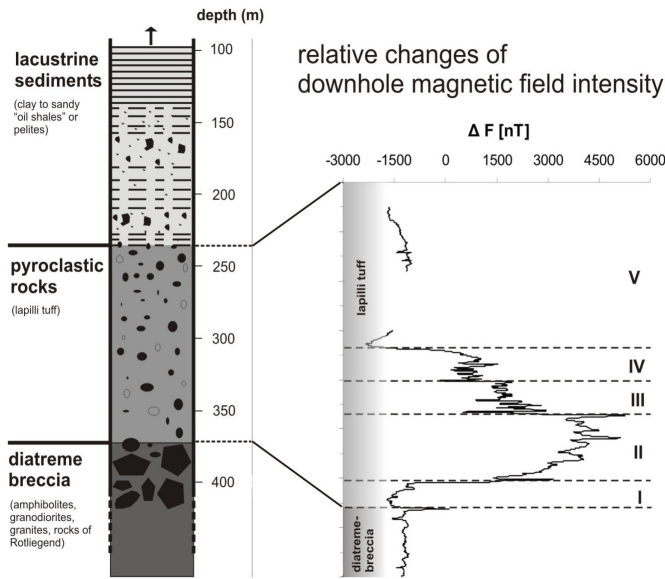 depth (m)
lacustrine
sediments
(clay to sandy
"oil shales" or
pelites)
pyroclastic
rocks
(lapilli tuff)
diatreme
breccia
(amphibolites,
granodiorites,
granites, rocks of
Rotliegend)
100
150
200
250
300
350
400
relative changes of
downhole magnetic field intensity
Δ F [nT]
-3000 -1500 0 1500 3000 4500 6000
lapilli tuff
diatreme-
breccia
V
IV
III
II
I